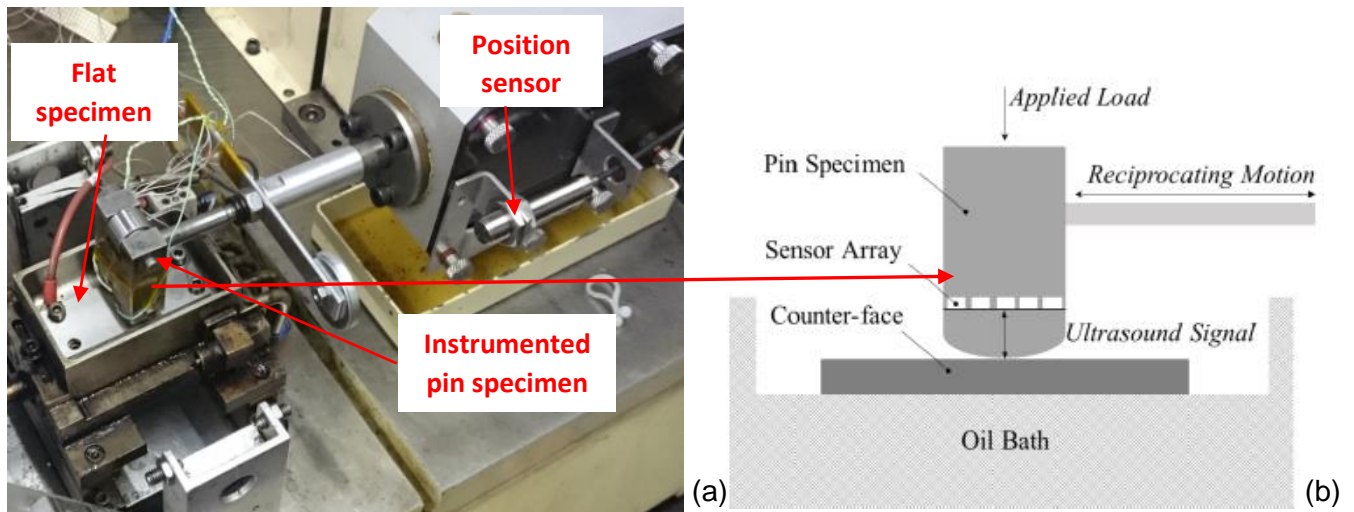 Flat
specimen
Position
sensor
Instrumented
pin specimen
(a)
Applied Load
Pin Specimen
Reciprocating Motion
Sensor Array
Counter-face
Ultrasound Signal
Oil Bath
(b)